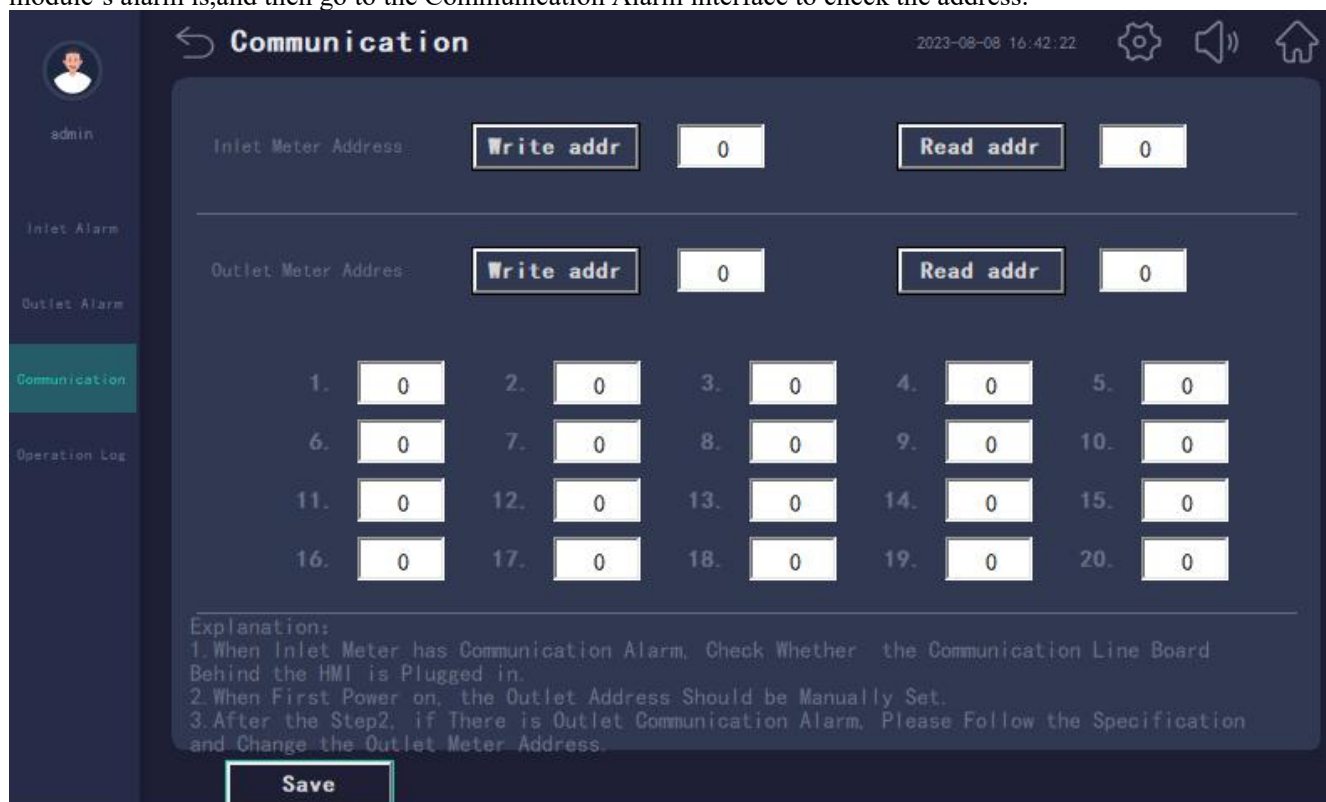 module's alarm is,and then go to the Communication Alarm interface to check the address.
Communication
2023-08-08 16:42:22
admin
Inlet Meter Address Write addr 0 Read addr 0
Inlet Alarm
Outlet Meter Addres Write addr 0 Read addr 0
Outlet Alarm
Communication
1. 0 2. 0 3. 0 4. 0 5. 0
Operation Log
6. 0 7. 0 8. 0 9. 0 10. 0
11. 0 12. 0 13. 0 14. 0 15. 0
16. 0 17. 0 18. 0 19. 0 20. 0
Explanation:
1.When Inlet Meter has Communication Alarm, Check Whether the Communication Line Board
Behind the HMI is Plugged in.
2.When First Power on, the Outlet Address Should be Manually Set.
3.After the Step2, if There is Outlet Communication Alarm, Please Follow the Specification
and Change the Outlet Meter Address.
Save